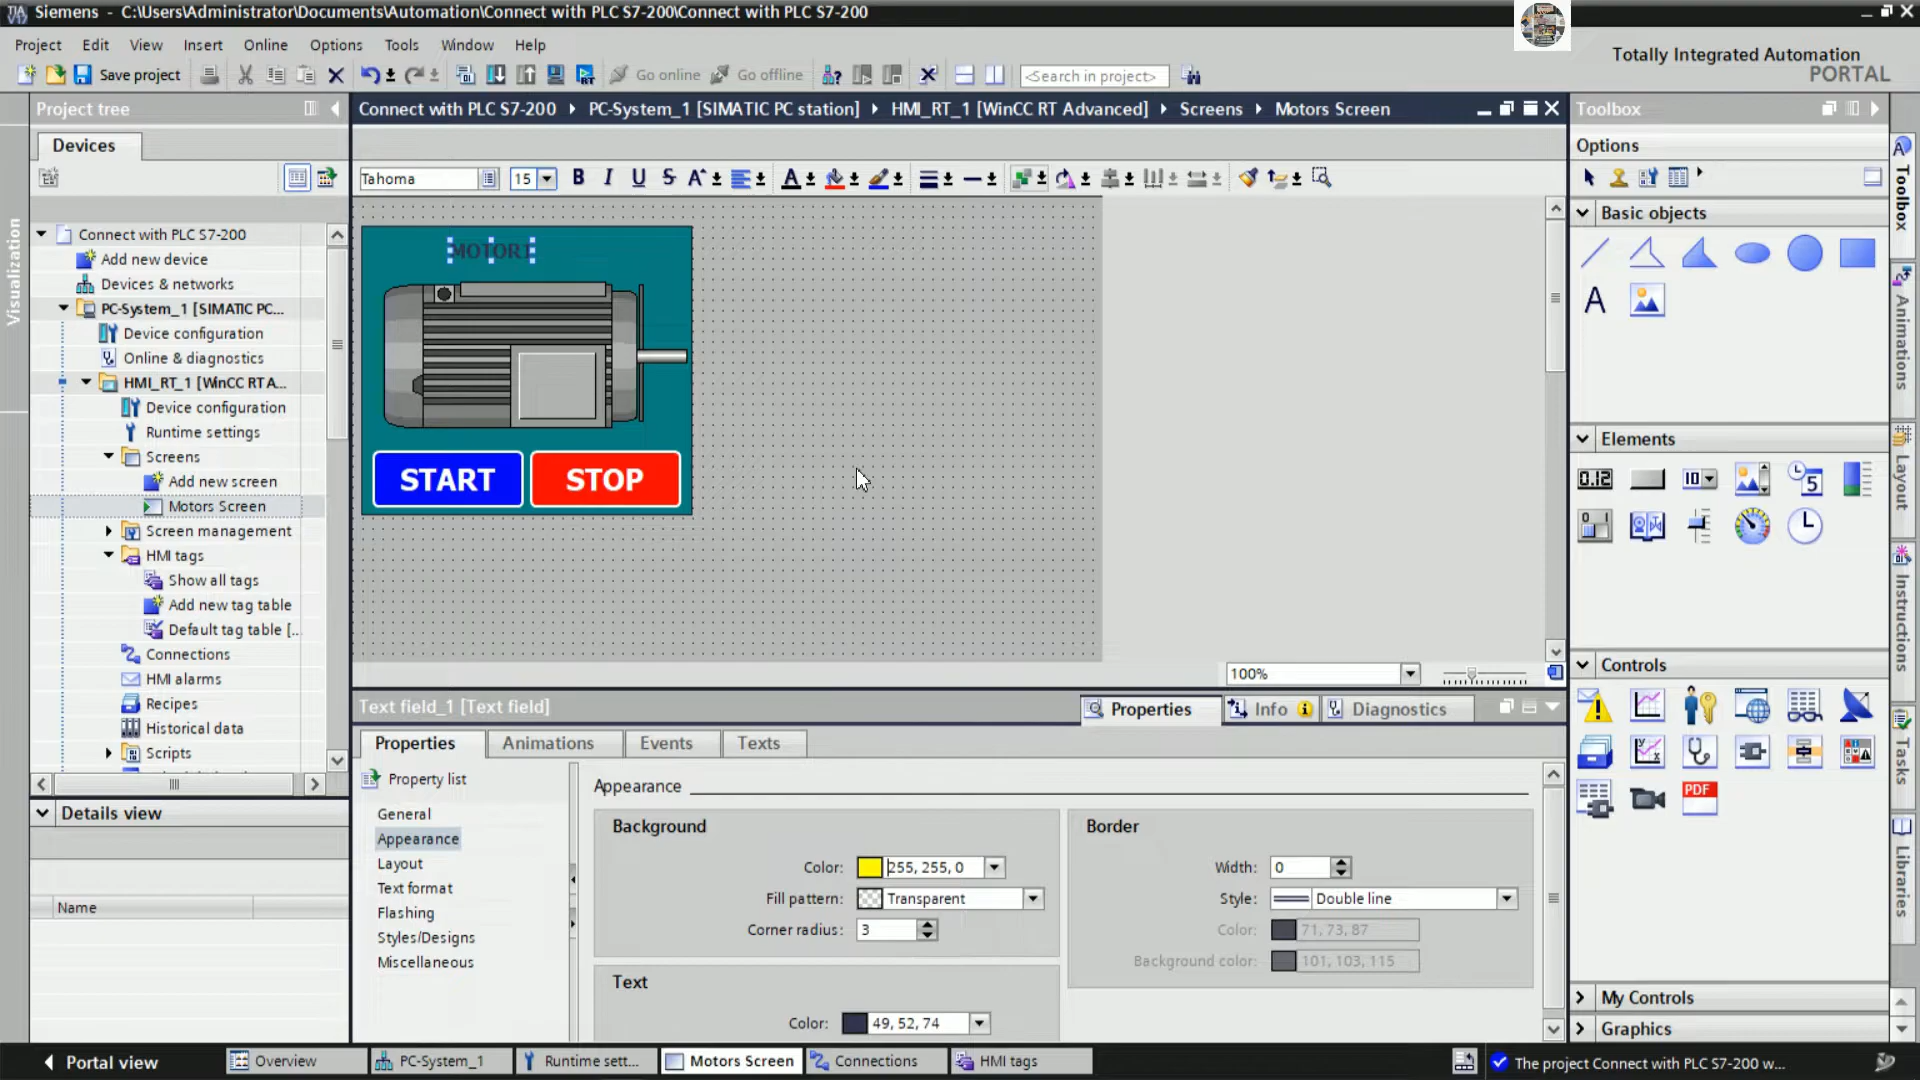 Siemens - C:\Users\Administrator\Documents\Automation\Connect with PLC S7-200\Connect with PLC S7-200
Project Edit View Insert Online Options Tools Window Help
Totally Integrated Automation
PORTAL
Save project
Go online
Go offline
<Search in project>
Project tree
Connect with PLC S7-200 PC-System_1 [SIMATIC PC station] HMI_RT_1 [WinCC RT Advanced] Screens Motors Screen
Toolbox
Devices
Options
Tahoma
15
B I U S A
Visualization
Connect with PLC S7-200
Add new device
Devices & networks
PC-System_1 [SIMATIC PC...
Device configuration
Online & diagnostics
HMI_RT_1 [WinCC RT A...
Device configuration
Runtime settings
Screens
Add new screen
Motors Screen
Screen management
HMI tags
Show all tags
Add new tag table
Default tag table [...
Connections
HMI alarms
Recipes
Historical data
Scripts
MOTOR1
START
STOP
100%
Basic objects
A
Elements
0.12
10
5
0 1
Controls
PDF
My Controls
Graphics
Toolbox
Animations
Layout
Instructions
Tasks
Libraries
Details view
Name
Text field_1 [Text field]
Properties Info Diagnostics
Properties Animations Events Texts
Property list
General
Appearance
Layout
Text format
Flashing
Styles/Designs
Miscellaneous
Appearance
Background
Color: 255, 255, 0
Fill pattern: Transparent
Corner radius: 3
Text
Color: 49, 52, 74
Border
Width: 0
Style: Double line
Color: 71, 73, 87
Background color: 101, 103, 115
Portal view
Overview
PC-System_1
Runtime sett...
Motors Screen
Connections
HMI tags
The project Connect with PLC S7-200 w...